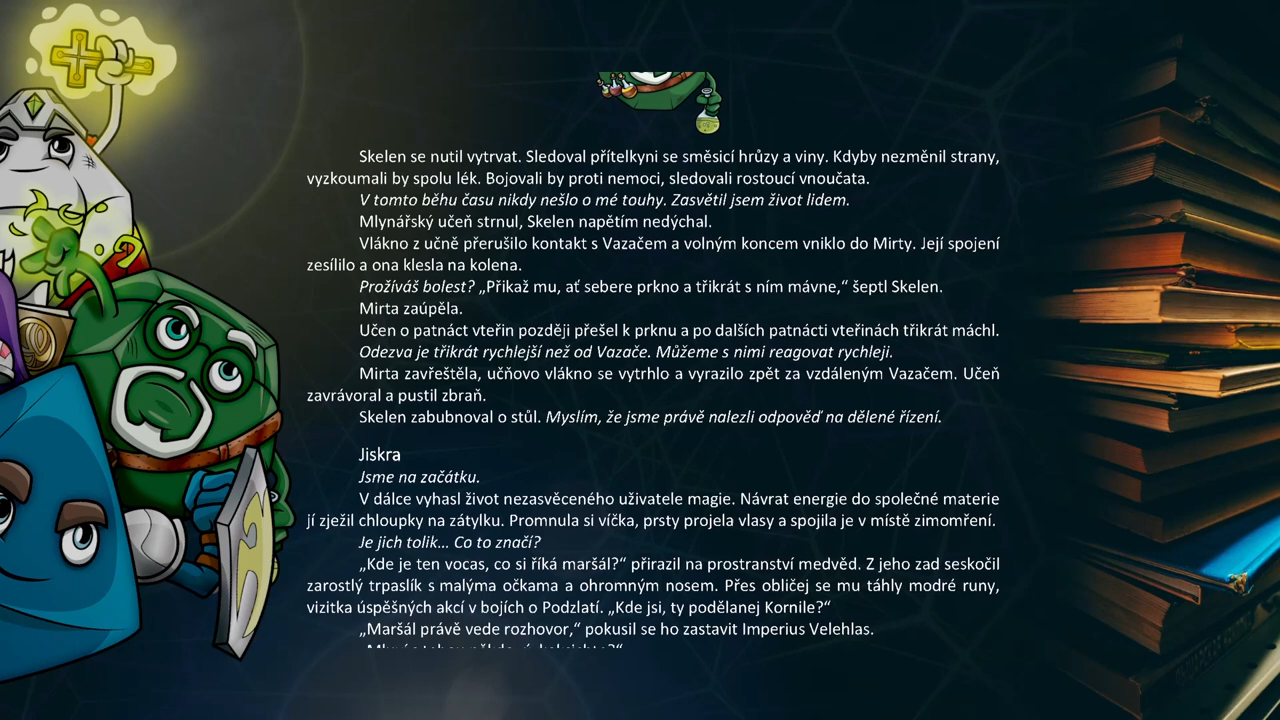 Skelen se nutil vytrvat. Sledoval přítelkyni se směsicí hrůzy a viny. Kdyby nezměnil strany,
vyzkoumali by spolu lék. Bojovali by proti nemoci, sledovali rostoucí vnoučata.
V tomto běhu času nikdy nešlo o mé touhy. Zasvětil jsem život lidem.
Mlynářský učeň strnul, Skelen napětím nedýchal.
Vlákno z učně přerušilo kontakt s Vazačem a volným koncem vniklo do Mirty. Její spojení
zesílilo a ona klesla na kolena.
Prožíváš bolest? „Přikaž mu, ať sebere prkno a třikrát s ním mávne,“ šeptl Skelen.
Mirta zaúpěla.
Učen o patnáct vteřin později přešel k prknu a po dalších patnácti vteřinách třikrát máchl.
Odezva je třikrát rychlejší než od Vazače. Můžeme s nimi reagovat rychleji.
Mirta zavřeštěla, učňovo vlákno se vytrhlo a vyrazilo zpět za vzdáleným Vazačem. Učeň
zavrávoral a pustil zbraň.
Skelen zabubnoval o stůl. Myslím, že jsme právě nalezli odpověď na dělené řízení.
Jiskra
Jsme na začátku.
V dálce vyhasl život nezasvěceného uživatele magie. Návrat energie do společné materie
jí zježil chloupky na zátylku. Promnula si víčka, prsty projela vlasy a spojila je v místě zimomření.
Je jich tolik… Co to značí?
„Kde je ten vocas, co si říká maršál?“ přirazil na prostranství medvěd. Z jeho zad seskočil
zarostlý trpaslík s malýma očkama a ohromným nosem. Přes obličej se mu táhly modré runy,
vizitka úspěšných akcí v bojích o Podzlatí. „Kde jsi, ty podělanej Kornile?“
„Maršál právě vede rozhovor,“ pokusil se ho zastavit Imperius Velehlas.